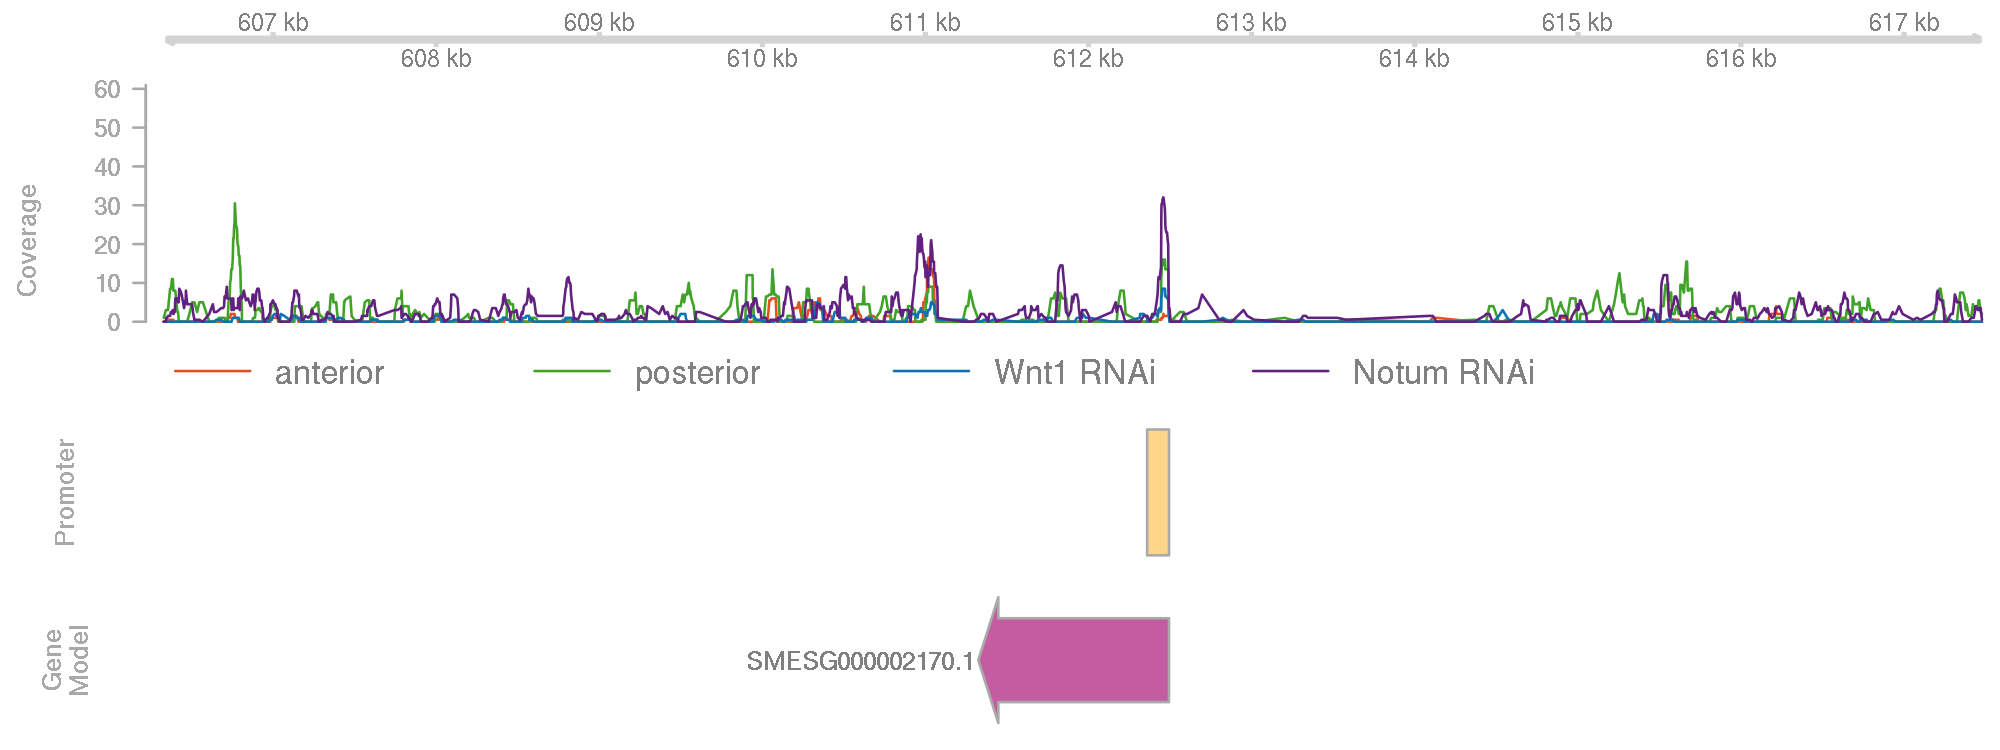 607 kb 609 kb 611 kb 613 kb 615 kb 617 kb
608 kb 610 kb 612 kb 614 kb 616 kb
60
50
40
30
20
10
0
Coverage
anterior posterior Wnt1 RNAi Notum RNAi
Promoter
Gene
Model
SMESG000002170.1